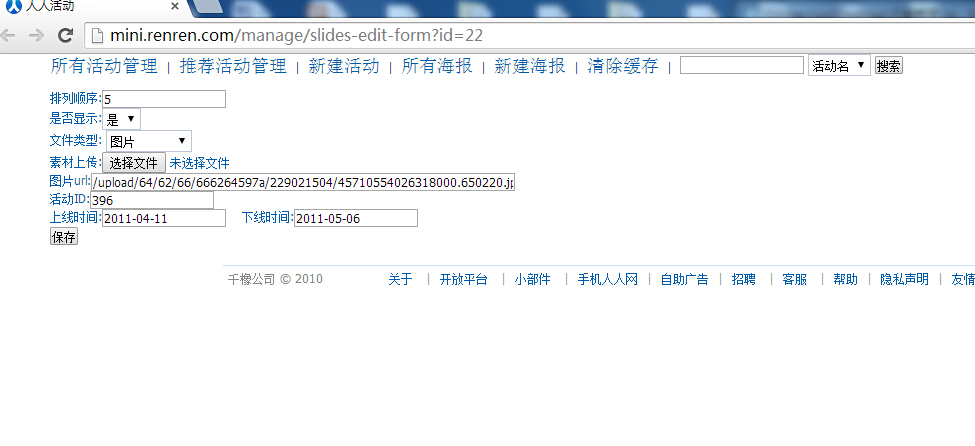 人人活动
mini.renren.com/manage/slides-edit-form?id=22
所有活动管理 | 推荐活动管理 | 新建活动 | 所有海报 | 新建海报 | 清除缓存 | 活动名 搜索
排列顺序:5
是否显示:是
文件类型: 图片
素材上传:选择文件 未选择文件
图片url:/upload/64/62/66/666264597a/229021504/45710554026318000.650220.jp
活动ID:396
上线时间:2011-04-11 下线时间:2011-05-06
保存
千橡公司 © 2010 关于 | 开放平台 | 小部件 | 手机人人网 | 自助广告 | 招聘 | 客服 | 帮助 | 隐私声明 | 友情